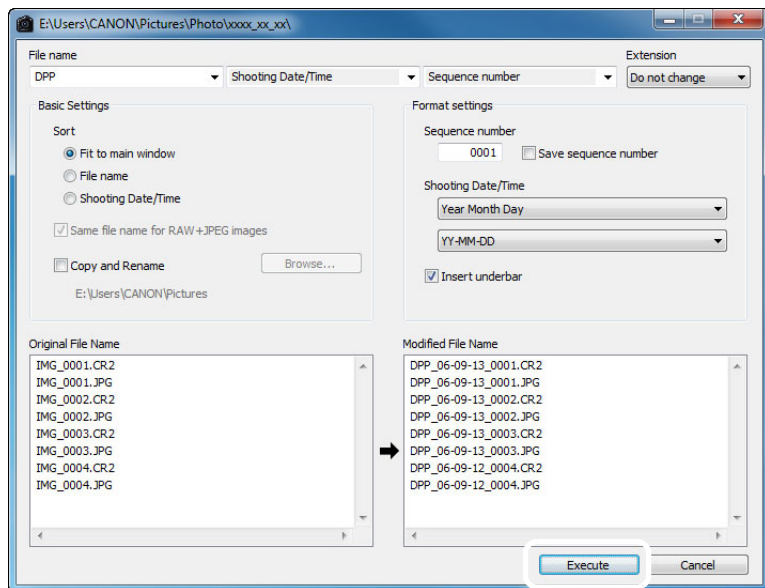 E:\Users\CANON\Pictures\Photo\xxxx_xx_xx\
File name
Extension
DPP
Shooting Date/Time
Sequence number
Do not change
Basic Settings
Sort
Fit to main window
File name
Shooting Date/Time
Same file name for RAW+JPEG images
Copy and Rename
Browse...
E:\Users\CANON\Pictures
Format settings
Sequence number
0001
Save sequence number
Shooting Date/Time
Year Month Day
YY-MM-DD
Insert underbar
Original File Name
IMG_0001.CR2
IMG_0001.JPG
IMG_0002.CR2
IMG_0002.JPG
IMG_0003.CR2
IMG_0003.JPG
IMG_0004.CR2
IMG_0004.JPG
Modified File Name
DPP_06-09-13_0001.CR2
DPP_06-09-13_0001.JPG
DPP_06-09-13_0002.CR2
DPP_06-09-13_0002.JPG
DPP_06-09-13_0003.CR2
DPP_06-09-13_0003.JPG
DPP_06-09-12_0004.CR2
DPP_06-09-12_0004.JPG
Execute
Cancel